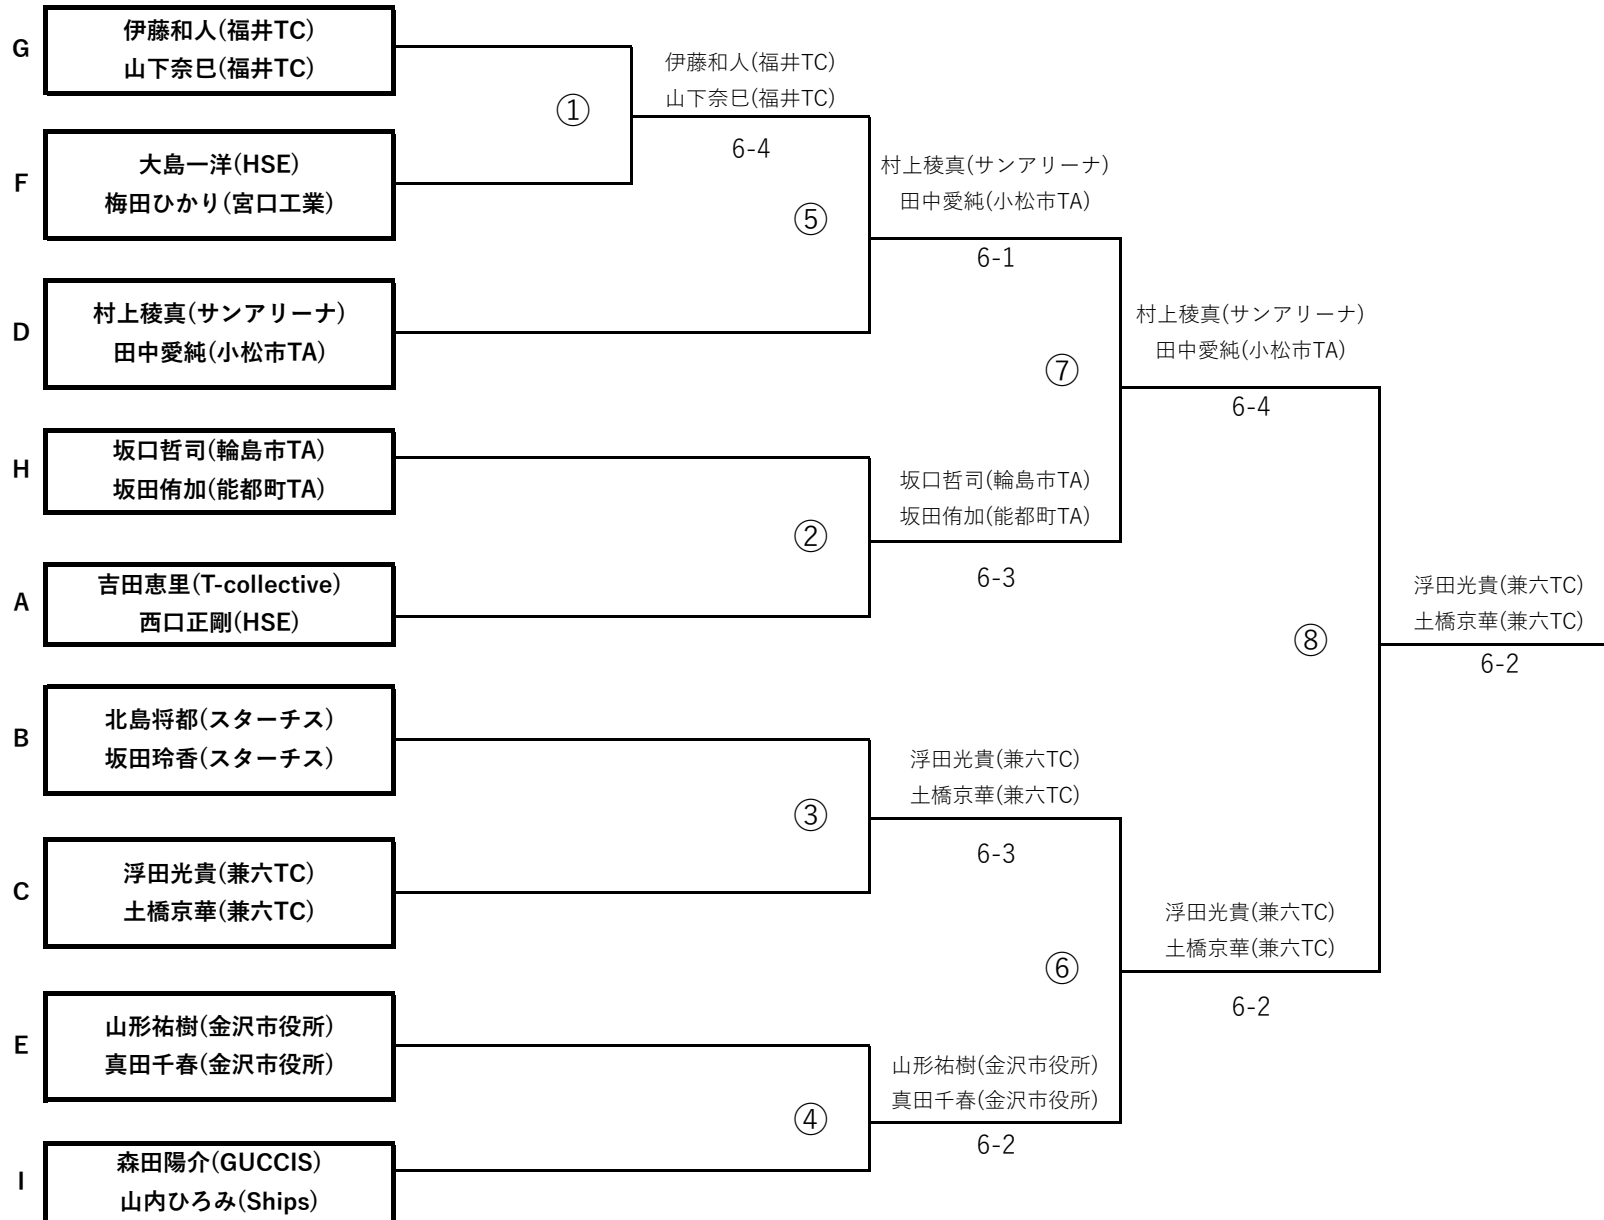 G
伊藤和人(福井TC)
山下奈巳(福井TC)
伊藤和人(福井TC)
山下奈巳(福井TC)
①
6-4
F
大島一洋(HSE)
梅田ひかり(宮口工業)
村上稜真(サンアリーナ)
田中愛純(小松市TA)
⑤
6-1
D
村上稜真(サンアリーナ)
田中愛純(小松市TA)
村上稜真(サンアリーナ)
田中愛純(小松市TA)
⑦
6-4
H
坂口哲司(輪島市TA)
坂田侑加(能都町TA)
坂口哲司(輪島市TA)
坂田侑加(能都町TA)
②
6-3
A
吉田恵里(T-collective)
西口正剛(HSE)
浮田光貴(兼六TC)
土橋京華(兼六TC)
⑧
6-2
B
北島将都(スターチス)
坂田玲香(スターチス)
浮田光貴(兼六TC)
土橋京華(兼六TC)
③
6-3
C
浮田光貴(兼六TC)
土橋京華(兼六TC)
浮田光貴(兼六TC)
土橋京華(兼六TC)
⑥
6-2
E
山形祐樹(金沢市役所)
真田千春(金沢市役所)
山形祐樹(金沢市役所)
真田千春(金沢市役所)
④
6-2
I
森田陽介(GUCCIS)
山内ひろみ(Ships)